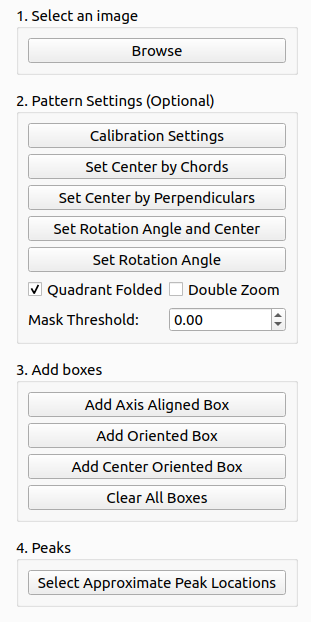 1. Select an image
Browse
2. Pattern Settings (Optional)
Calibration Settings
Set Center by Chords
Set Center by Perpendiculars
Set Rotation Angle and Center
Set Rotation Angle
Quadrant Folded Double Zoom
Mask Threshold: 0.00
3. Add boxes
Add Axis Aligned Box
Add Oriented Box
Add Center Oriented Box
Clear All Boxes
4. Peaks
Select Approximate Peak Locations